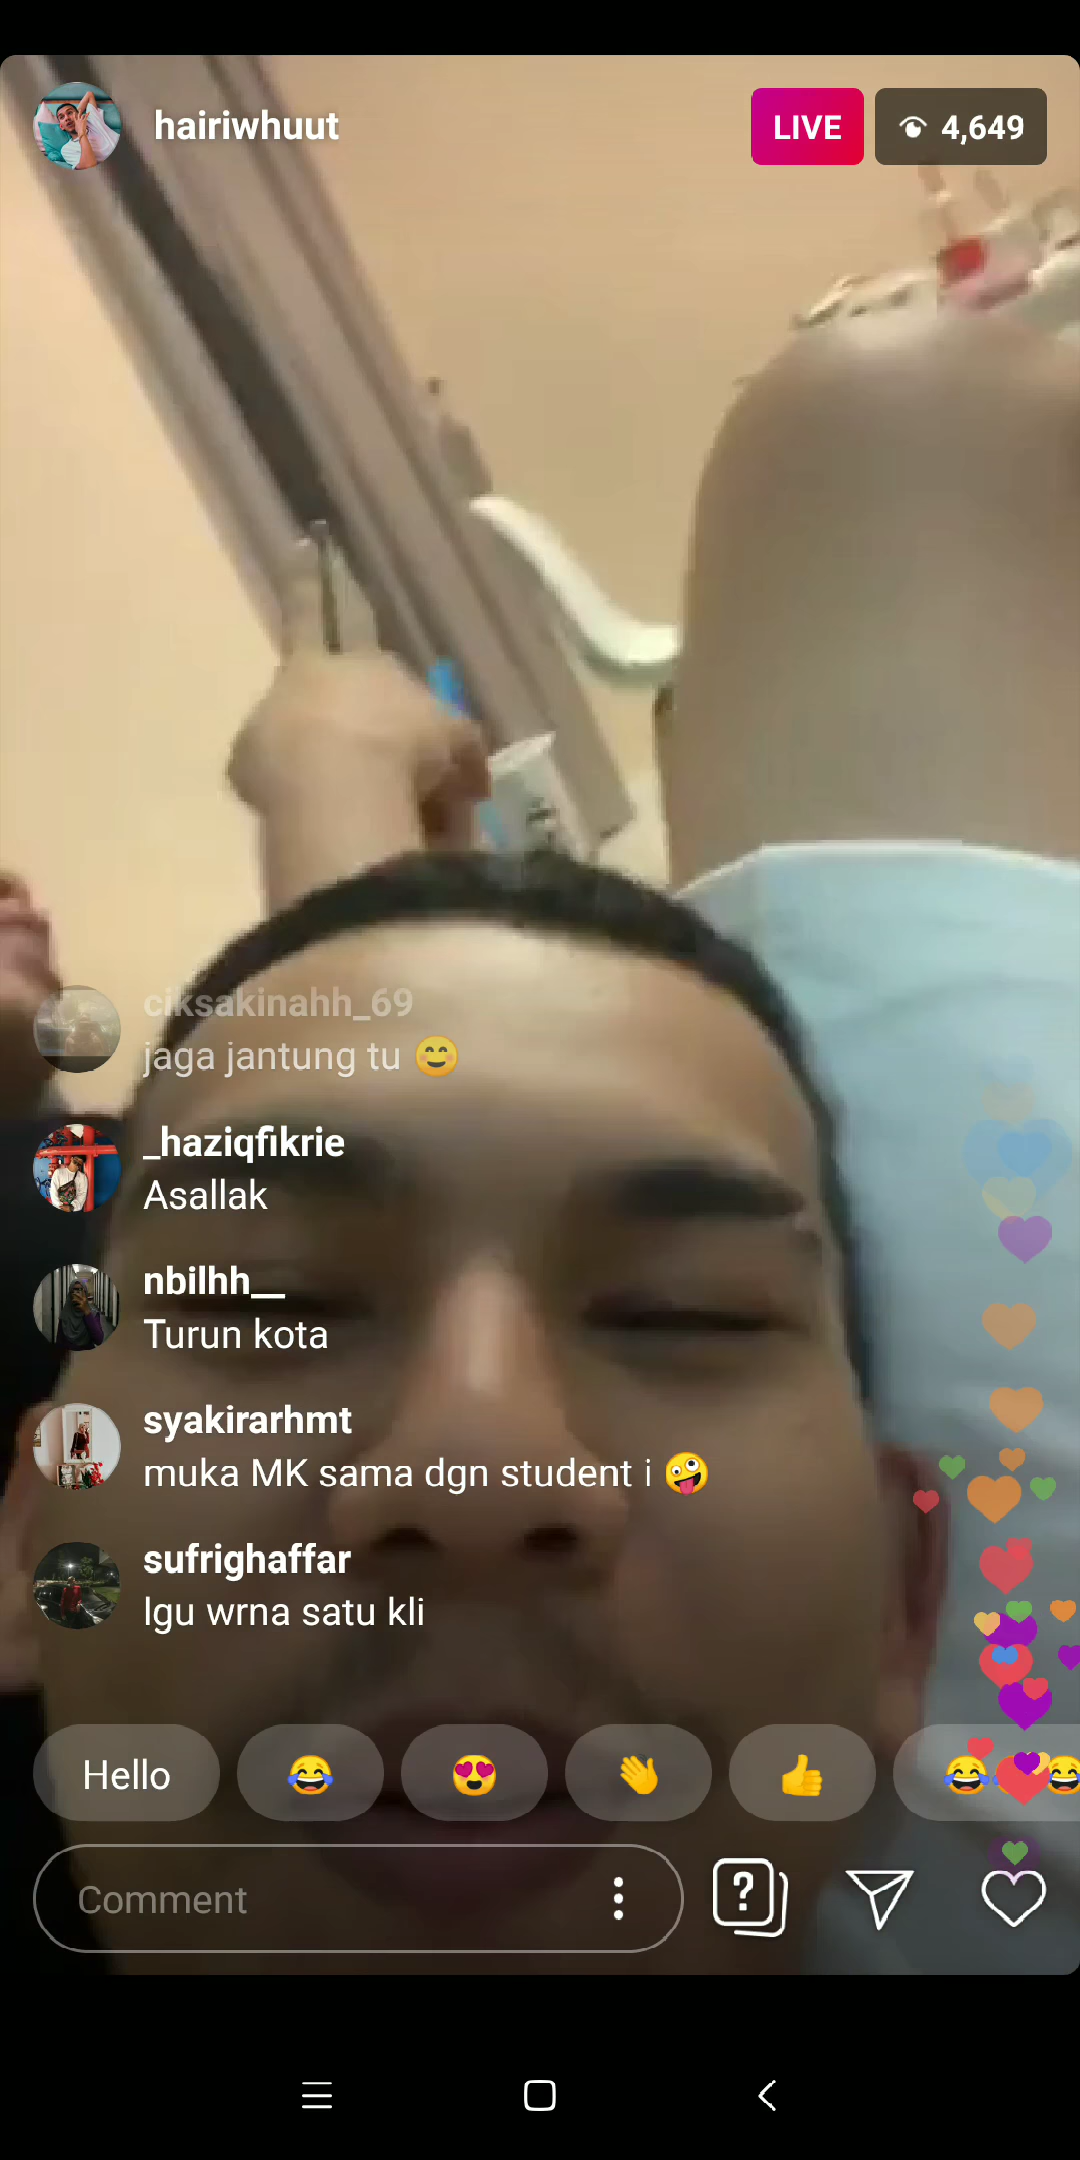 hairiwhuut
LIVE 4,649
ciksakinahh_69
jaga jantung tu 😊
_haziqfikrie
Asallak
nbilhh__
Turun kota
syakirarhmt
muka MK sama dgn student i 🤪
sufrighaffar
lgu wrna satu kli
Hello 😂 😍 👋 👍 😂 😂
Comment